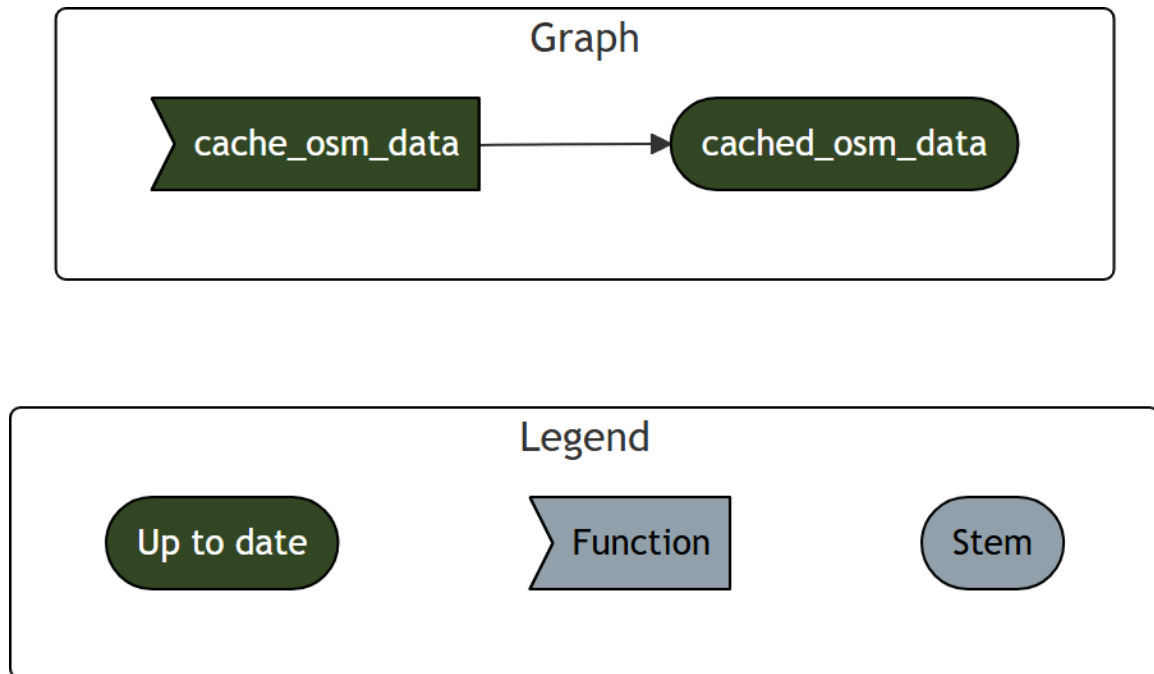 Graph
cache_osm_data
cached_osm_data
Legend
Up to date
Function
Stem